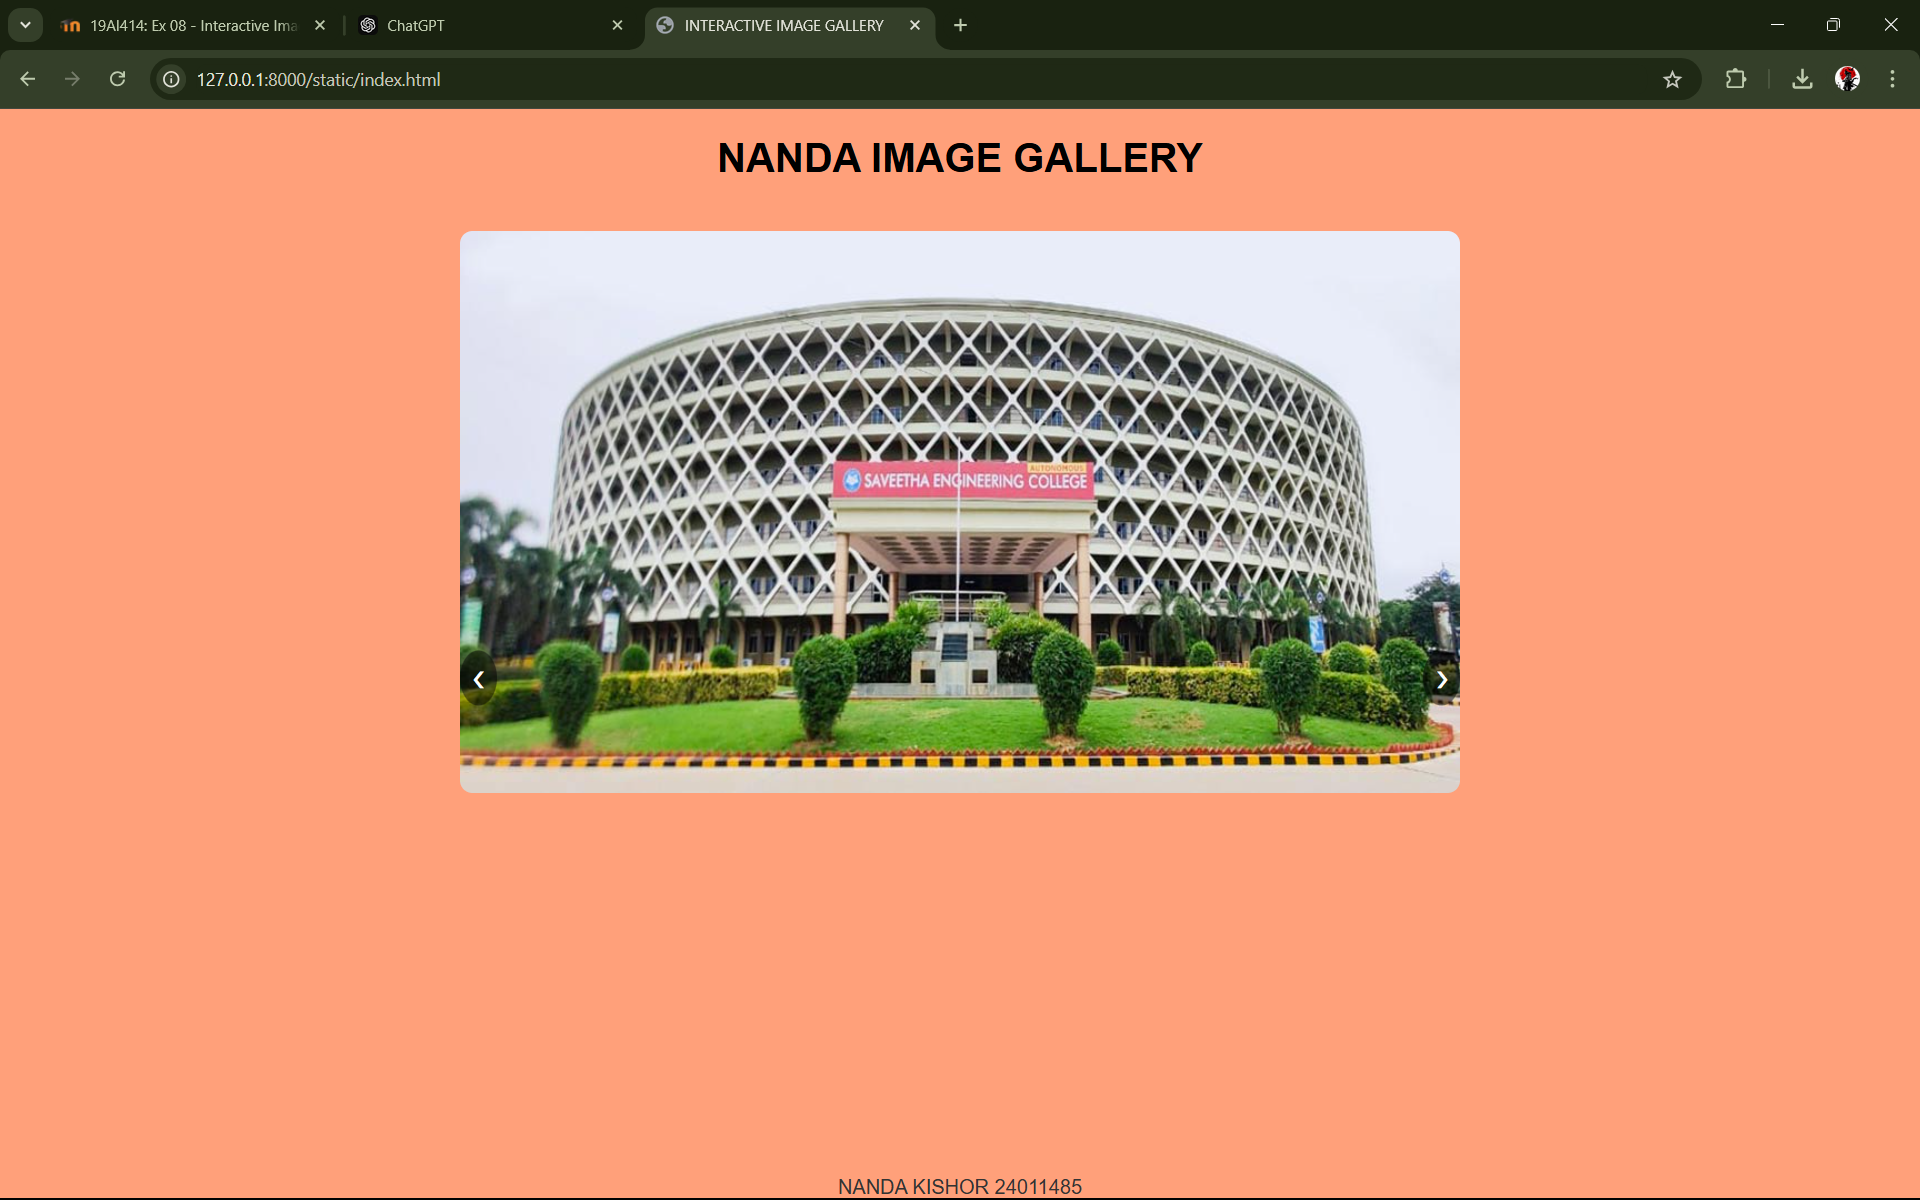 19AI414: Ex 08 - Interactive Ima
ChatGPT
INTERACTIVE IMAGE GALLERY
127.0.0.1:8000/static/index.html
NANDA IMAGE GALLERY
AUTONOMOUS
SAVEETHA ENGINEERING COLLEGE
NANDA KISHOR 24011485